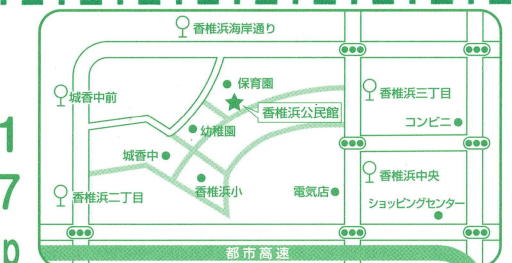 香椎浜海岸通り
保育園
城香中前
香椎浜三丁目
香椎浜公民館
コンビニ
幼稚園
城香中
香椎浜中央
香椎浜二丁目
香椎浜小
電気店
ショッピングセンター
都市高速
1
7
p